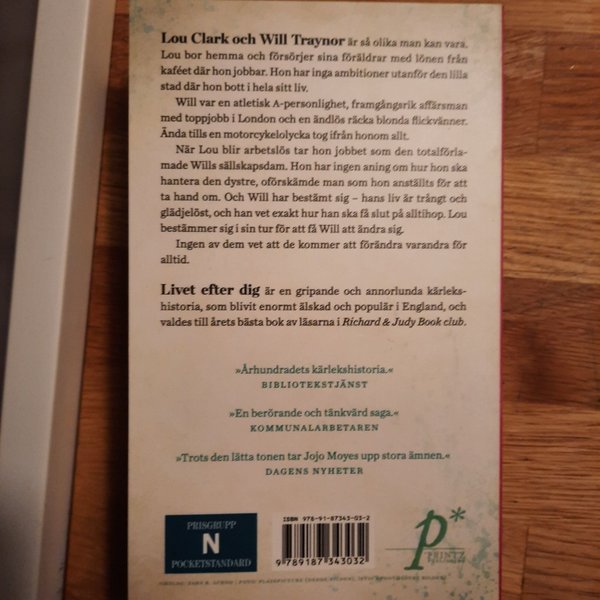 Lou Clark och Will Traynor är så olika man kan vara.
Lou bor hemma och försörjer sina föräldrar med lönen från
kaféet där hon jobbar. Hon har inga ambitioner utanför den lilla
stad där hon bott i hela sitt liv.
Will var en atletisk A-personlighet, framgångsrik affärsman
med toppjobb i London och en ändlös räcka blonda flickvänner.
Ända tills en motorcykelolycka tog ifrån honom allt.
När Lou blir arbetslös tar hon jobbet som den totalförla-
made Wills sällskapsdam. Hon har ingen aning om hur hon ska
hantera den dystre, oförskämde man som hon anställts för att
ta hand om. Och Will har bestämt sig – hans liv är trångt och
glädjelöst, och han vet exakt hur han ska få slut på alltihop. Lou
bestämmer sig i sin tur för att få Will att ändra sig.
Ingen av dem vet att de kommer att förändra varandra för
alltid.
Livet efter dig är en gripande och annorlunda kärleks-
historia, som blivit enormt älskad och populär i England, och
valdes till årets bästa bok av läsarna i Richard & Judy Book club.
»Århundradets kärlekshistoria.«
BIBLIOTEKSTJÄNST
»En berörande och tänkvärd saga.«
KOMMUNALARBETAREN
»Trots den lätta tonen tar Jojo Moyes upp stora ämnen.«
DAGENS NYHETER
PRISGRUPP
N
POCKETSTANDARD
ISBN 978-91-87343-03-2
9789187343032
p*
PRINTZ
PUBLISHING